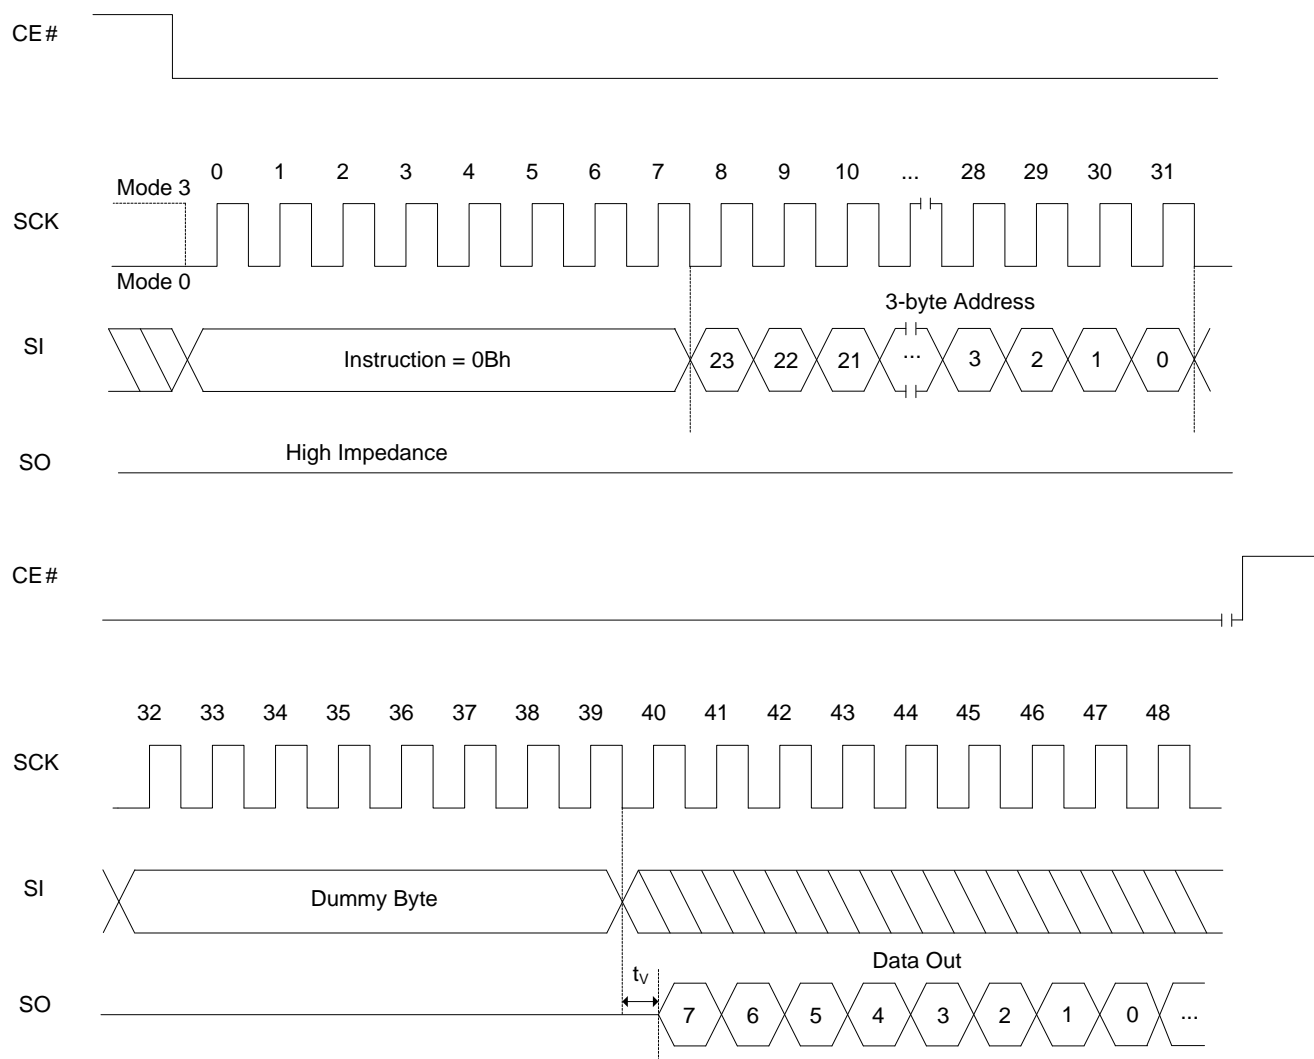 CE#
0 1 2 3 4 5 6 7 8 9 10 ... 28 29 30 31
Mode 3
SCK
Mode 0
3-byte Address
SI
Instruction = 0Bh
23 22 21 ... 3 2 1 0
High Impedance
SO
CE#
32 33 34 35 36 37 38 39 40 41 42 43 44 45 46 47 48
SCK
SI
Dummy Byte
Data Out
tV
SO
7 6 5 4 3 2 1 0 ...